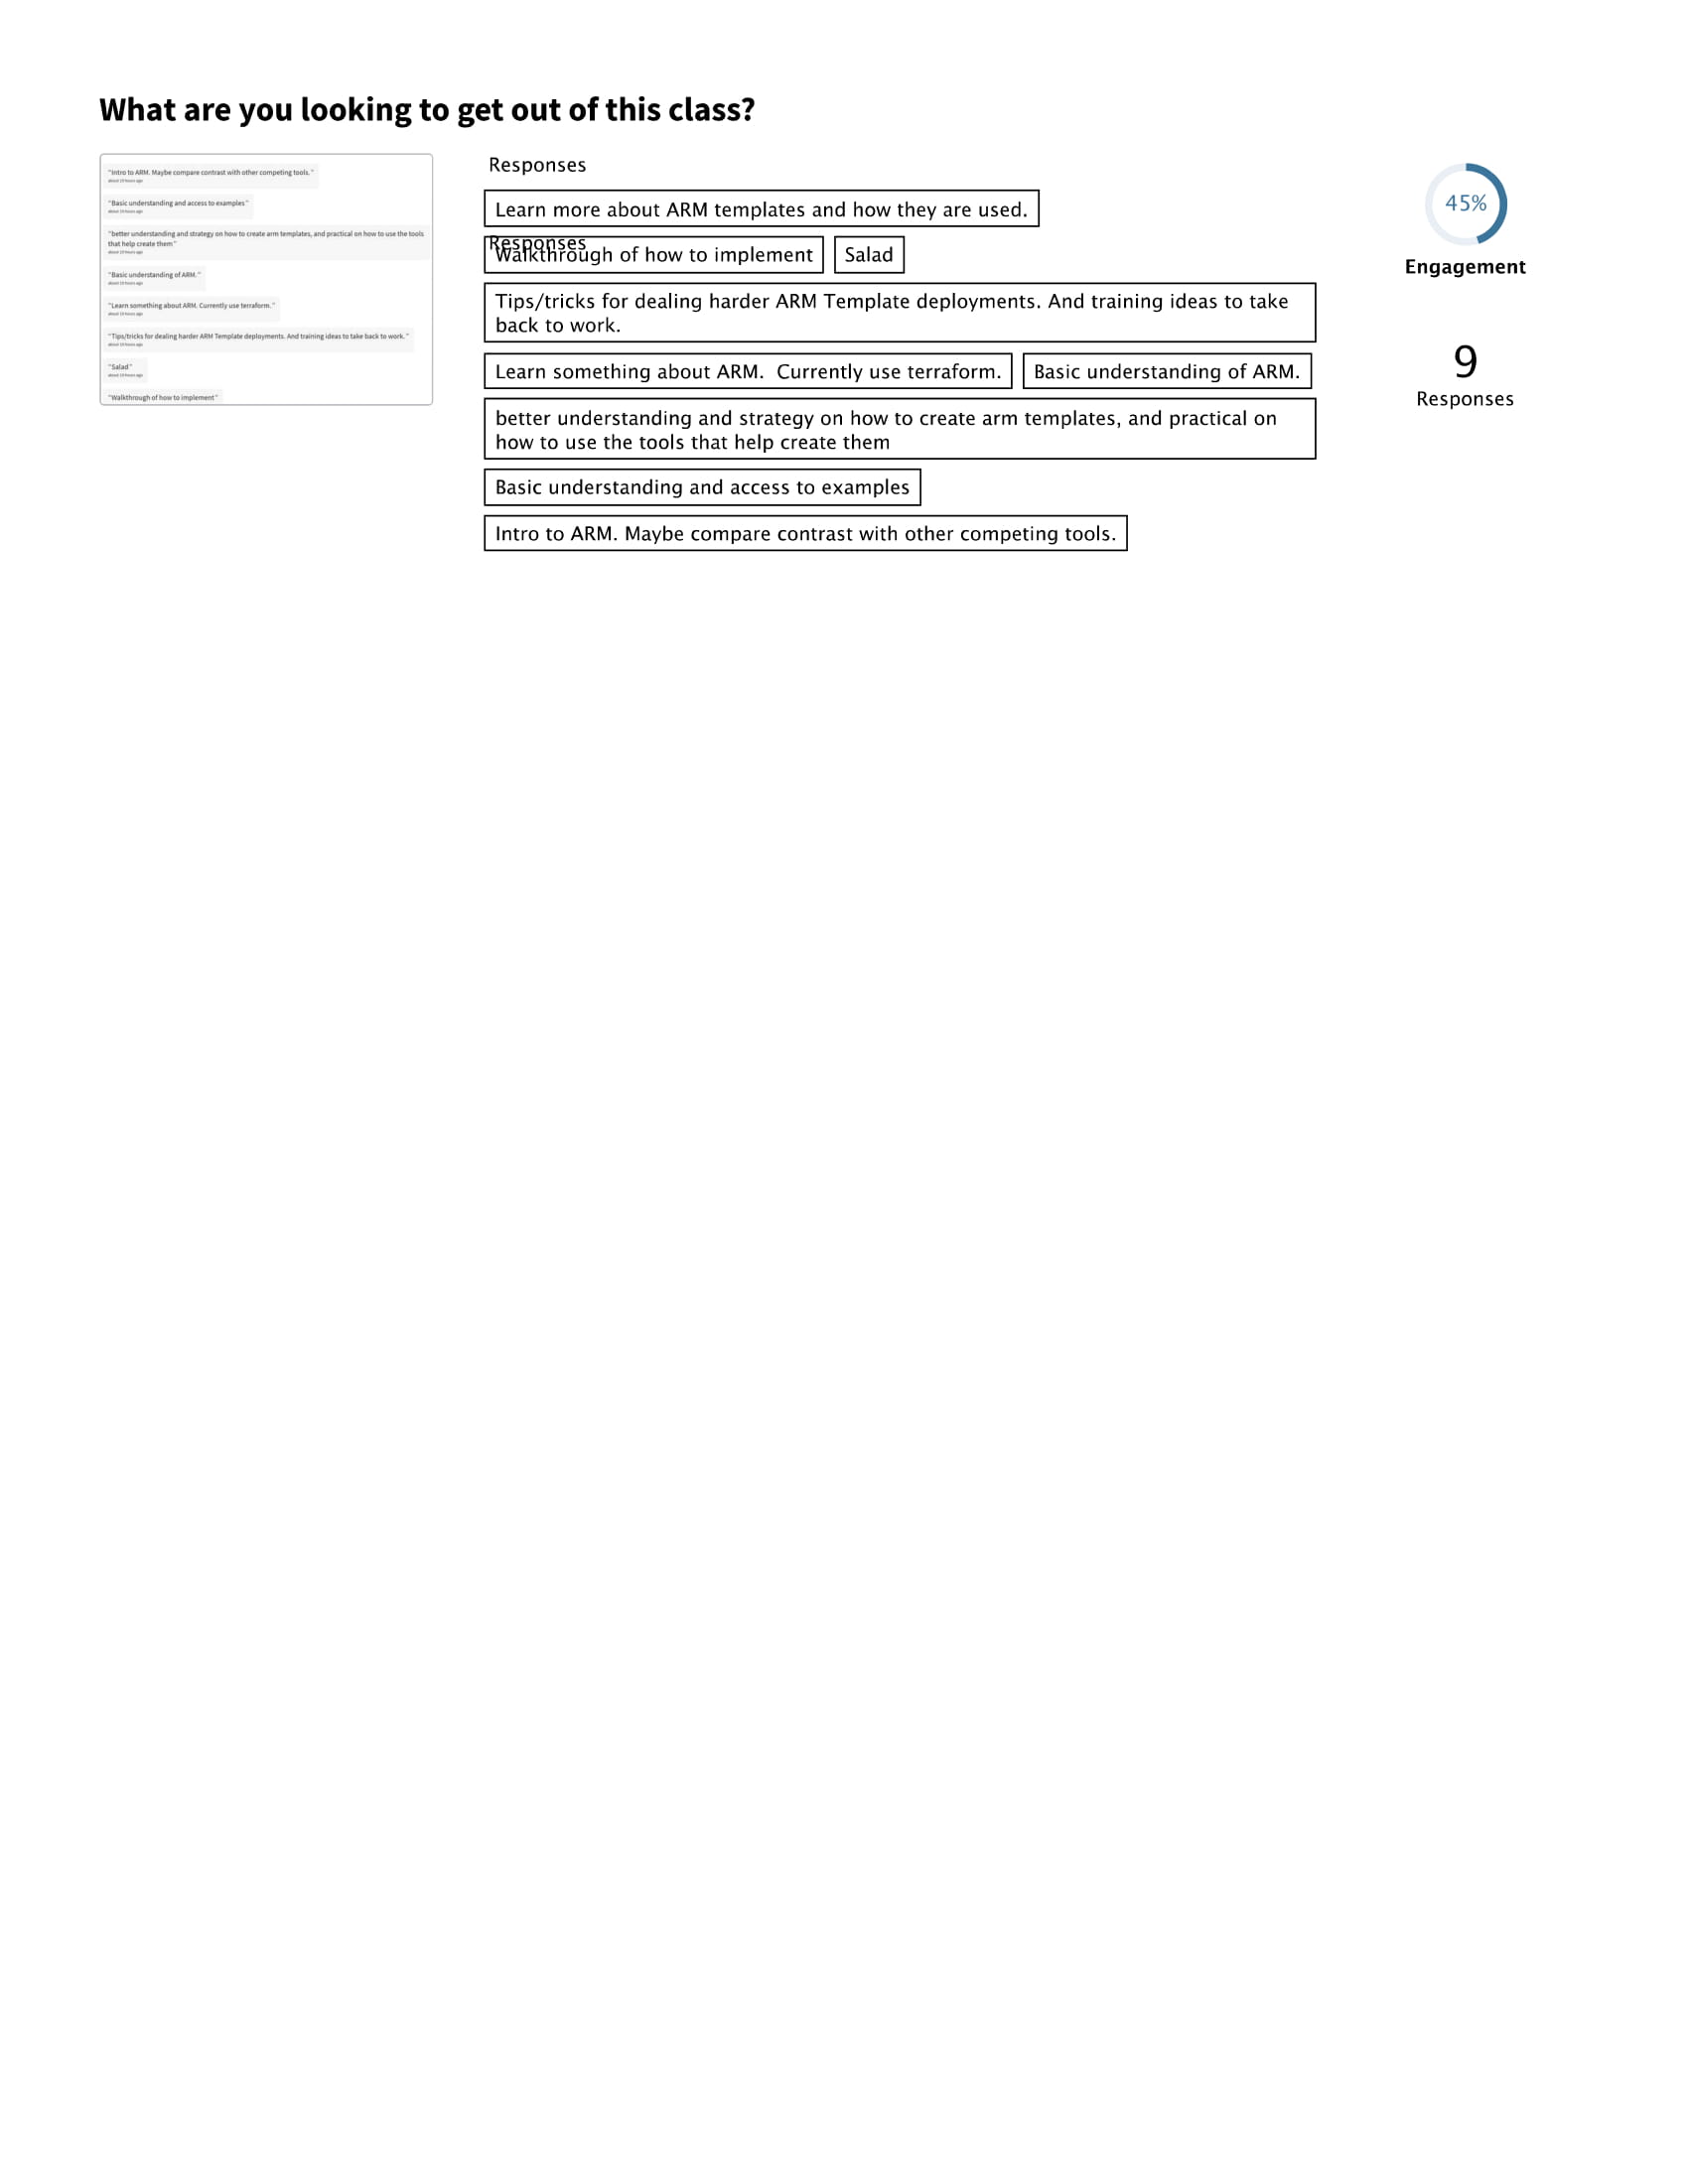 What are you looking to get out of this class?
"Intro to ARM. Maybe compare contrast with other competing tools."
about 19 hours ago
"Basic understanding and access to examples"
about 19 hours ago
"better understanding and strategy on how to create arm templates, and practical on how to use the tools
that help create them"
about 19 hours ago
"Basic understanding of ARM."
about 19 hours ago
"Learn something about ARM. Currently use terraform."
about 19 hours ago
"Tips/tricks for dealing harder ARM Template deployments. And training ideas to take back to work."
about 19 hours ago
"Salad"
about 19 hours ago
"Walkthrough of how to implement"
Responses
Learn more about ARM templates and how they are used.
Responses
Walkthrough of how to implement
Salad
Tips/tricks for dealing harder ARM Template deployments. And training ideas to take
back to work.
Learn something about ARM.  Currently use terraform.
Basic understanding of ARM.
better understanding and strategy on how to create arm templates, and practical on
how to use the tools that help create them
Basic understanding and access to examples
Intro to ARM. Maybe compare contrast with other competing tools.
45%
Engagement
9
Responses